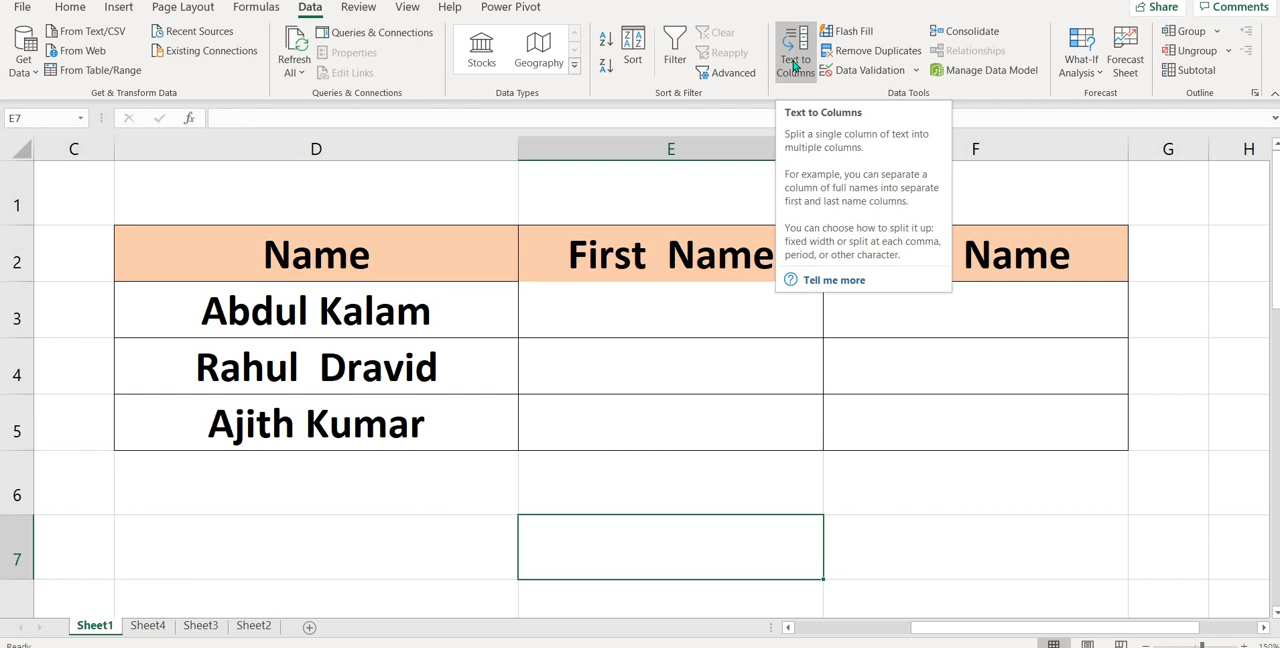 File Home Insert Page Layout Formulas Data Review View Help Power Pivot Share Comments
Get Data From Text/CSV From Web From Table/Range Recent Sources Existing Connections
Get & Transform Data
Refresh All Queries & Connections Properties Edit Links
Queries & Connections
Stocks Geography
Data Types
Sort Filter Clear Reapply Advanced
Sort & Filter
Text to Columns Flash Fill Remove Duplicates Data Validation Consolidate Relationships Manage Data Model
Data Tools
What-If Analysis Forecast Sheet
Forecast
Group Ungroup Subtotal
Outline
E7 fx
Text to Columns
Split a single column of text into
multiple columns.
For example, you can separate a
column of full names into separate
first and last name columns.
You can choose how to split it up:
fixed width or split at each comma,
period, or other character.
Tell me more
C D E F G H
1
2 Name First  Name Name
3 Abdul Kalam
4 Rahul  Dravid
5 Ajith Kumar
6
7
Sheet1 Sheet4 Sheet3 Sheet2
Ready 150%